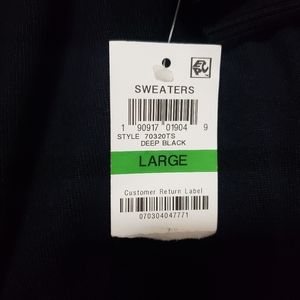 SWEATERS
1 90917 01904 9
STYLE 70320TS
DEEP BLACK
LARGE
Customer Return Label
070304047771